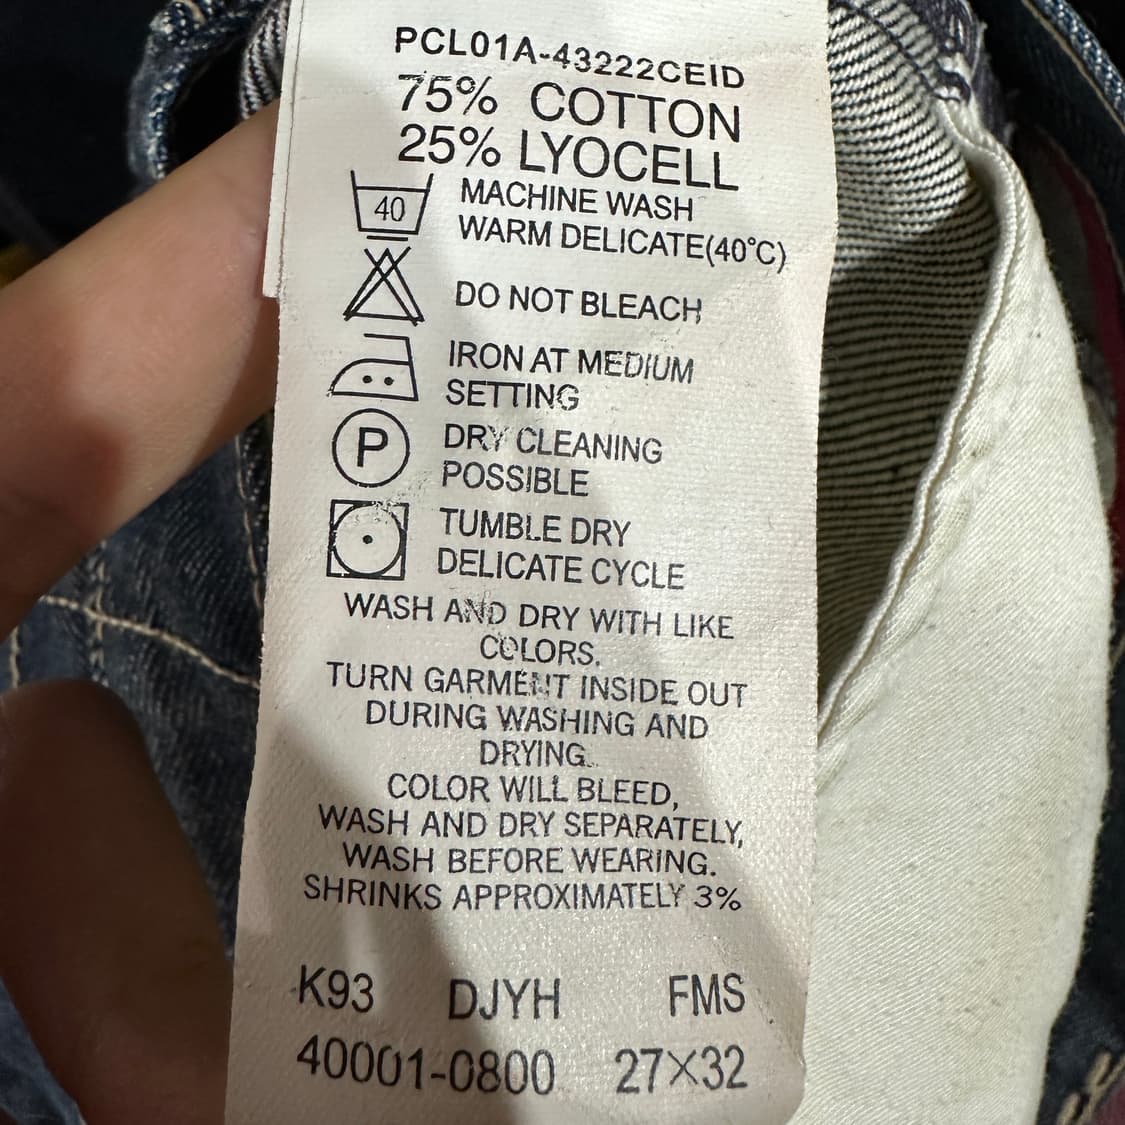 PCL01A-43222CEID
75% COTTON
25% LYOCELL
40
MACHINE WASH
WARM DELICATE(40°C)
DO NOT BLEACH
IRON AT MEDIUM
SETTING
P
DRY CLEANING
POSSIBLE
TUMBLE DRY
DELICATE CYCLE
WASH AND DRY WITH LIKE
COLORS.
TURN GARMENT INSIDE OUT
DURING WASHING AND
DRYING.
COLOR WILL BLEED,
WASH AND DRY SEPARATELY,
WASH BEFORE WEARING.
SHRINKS APPROXIMATELY 3%
K93 DJYH FMS
40001-0800 27X32